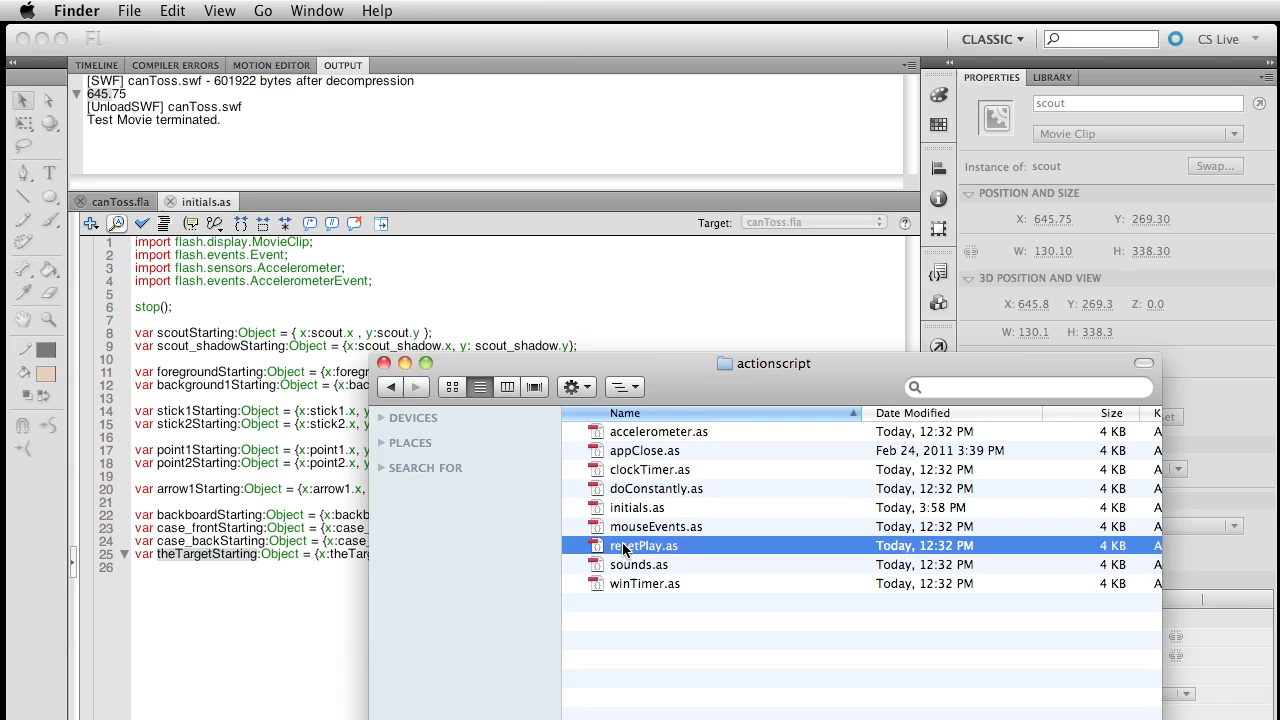 Finder File Edit View Go Window Help
Fl CLASSIC CS Live
TIMELINE COMPILER ERRORS MOTION EDITOR OUTPUT
[SWF] canToss.swf - 601922 bytes after decompression
645.75
[UnloadSWF] canToss.swf
Test Movie terminated.
PROPERTIES LIBRARY
scout
Movie Clip
Instance of: scout Swap...
POSITION AND SIZE
X: 645.75 Y: 269.30
W: 130.10 H: 338.30
3D POSITION AND VIEW
X: 645.8 Y: 269.3 Z: 0.0
W: 130.1 H: 338.3
canToss.fla initials.as
Target: canToss.fla
1 import flash.display.MovieClip;
2 import flash.events.Event;
3 import flash.sensors.Accelerometer;
4 import flash.events.AccelerometerEvent;
5
6 stop();
7
8 var scoutStarting:Object = { x:scout.x , y:scout.y };
9 var scout_shadowStarting:Object = {x:scout_shadow.x, y: scout_shadow.y};
10
11 var foregroundStarting:Object = {x:foregr
12 var background1Starting:Object = {x:bac
13
14 var stick1Starting:Object = {x:stick1.x, y
15 var stick2Starting:Object = {x:stick2.x, y
16
17 var point1Starting:Object = {x:point1.x, y
18 var point2Starting:Object = {x:point2.x, y
19
20 var arrow1Starting:Object = {x:arrow1.x,
21
22 var backboardStarting:Object = {x:backb
23 var case_frontStarting:Object = {x:case_
24 var case_backStarting:Object = {x:case_
25 var theTargetStarting:Object = {x:theTar
26
actionscript
DEVICES
PLACES
SEARCH FOR
Name Date Modified Size K
accelerometer.as Today, 12:32 PM 4 KB A
appClose.as Feb 24, 2011 3:39 PM 4 KB A
clockTimer.as Today, 12:32 PM 4 KB A
doConstantly.as Today, 12:32 PM 4 KB A
initials.as Today, 3:58 PM 4 KB A
mouseEvents.as Today, 12:32 PM 4 KB A
resetPlay.as Today, 12:32 PM 4 KB A
sounds.as Today, 12:32 PM 4 KB A
winTimer.as Today, 12:32 PM 4 KB A
set